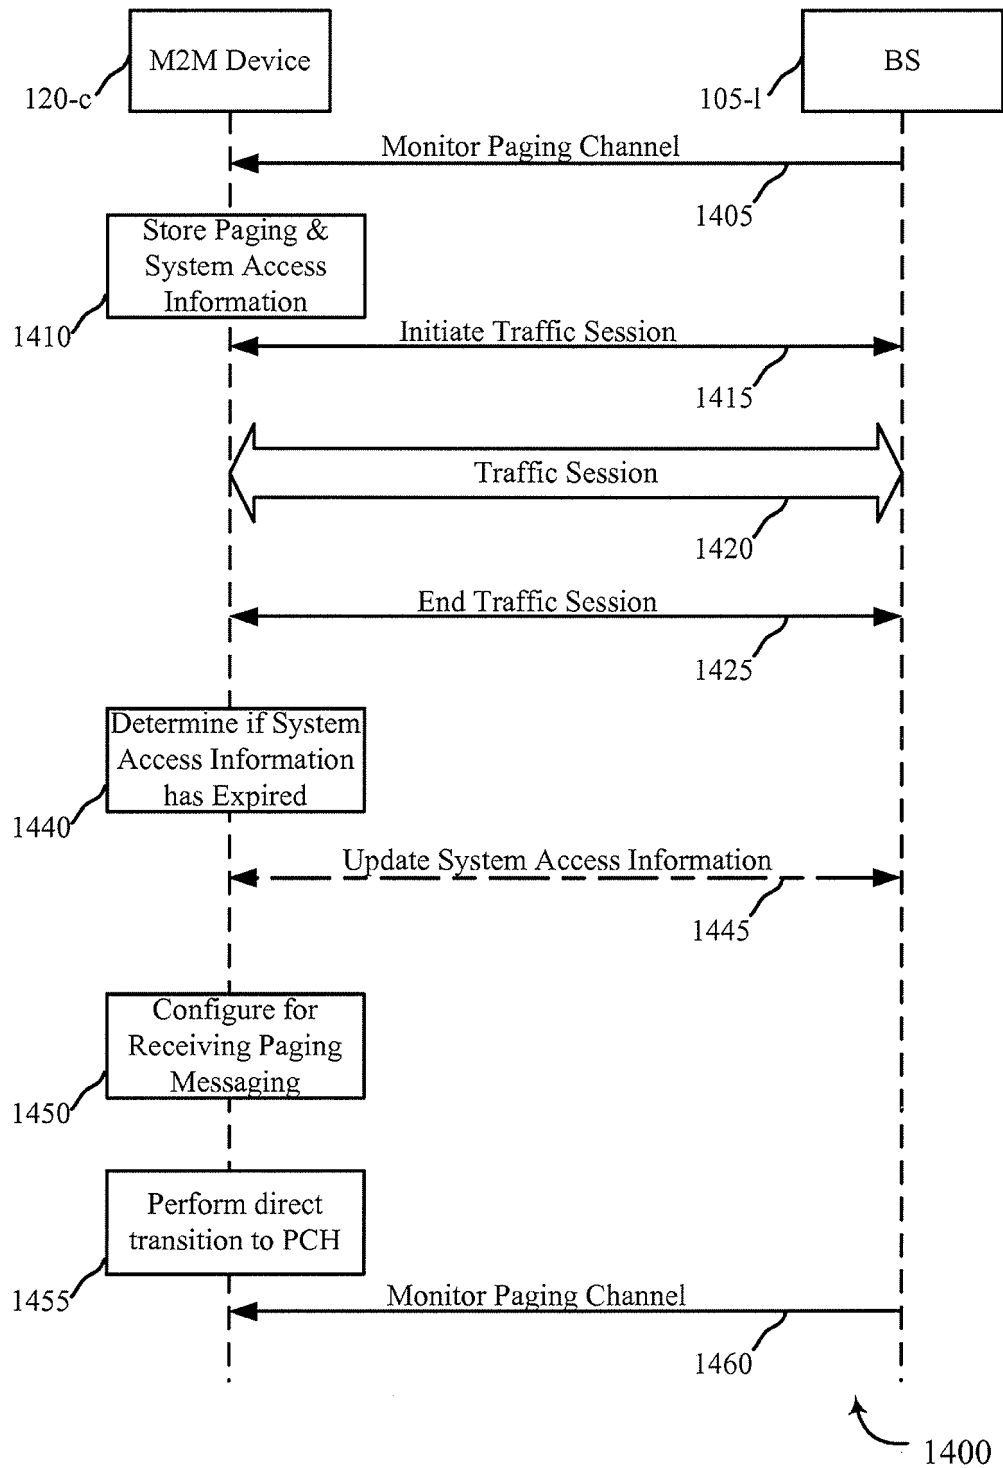 M2M Device
BS
120-c
105-l
Monitor Paging Channel
1405
Store Paging &
System Access
Information
1410
Initiate Traffic Session
1415
Traffic Session
1420
End Traffic Session
1425
Determine if System
Access Information
has Expired
1440
Update System Access Information
1445
Configure for
Receiving Paging
Messaging
1450
Perform direct
transition to PCH
1455
Monitor Paging Channel
1460
1400